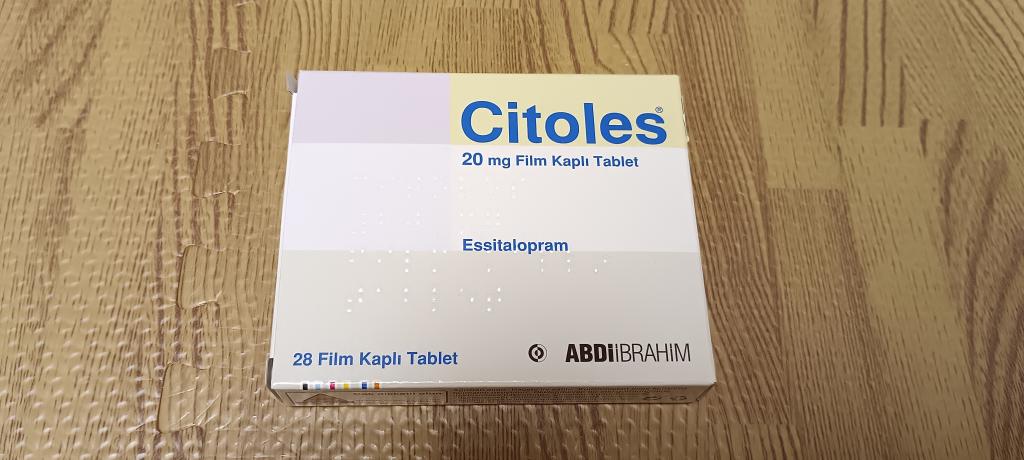 Citoles®
20 mg Film Kaplı Tablet
Essitalopram
28 Film Kaplı Tablet
ABDİİBRAHİM